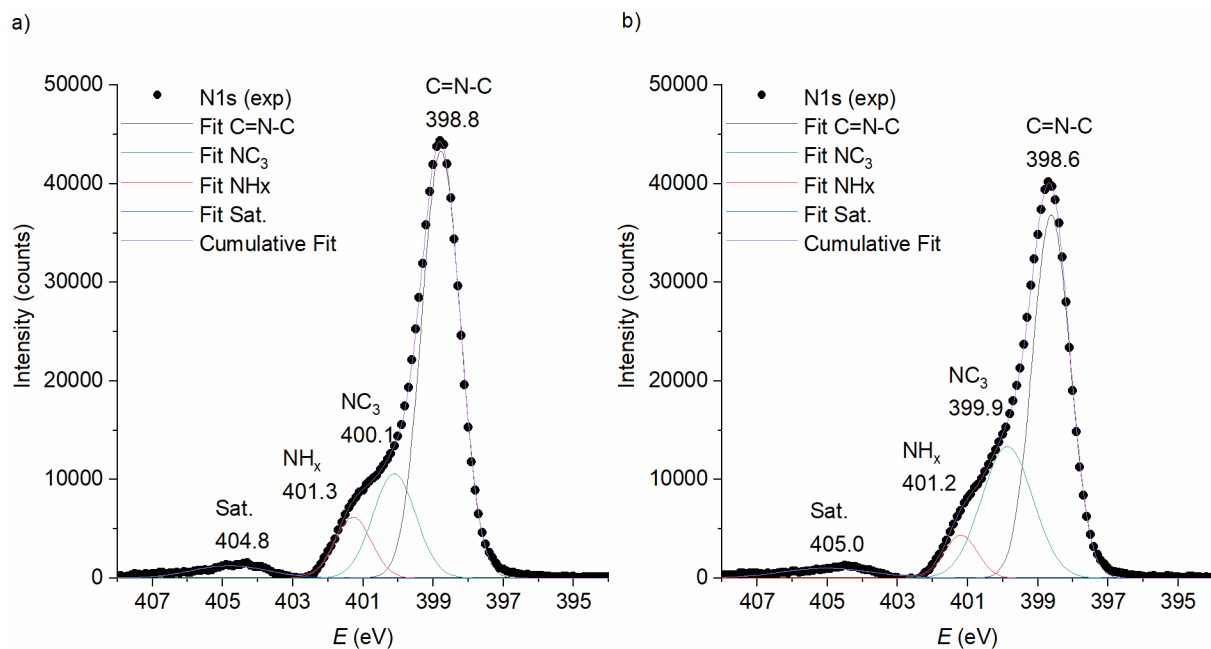 a)
50000
40000
30000
20000
10000
0
Intensity (counts)
N1s (exp)
Fit C=N-C
Fit NC₃
Fit NHx
Fit Sat.
Cumulative Fit
C=N-C
398.8
NC₃
400.1
NHₓ
401.3
Sat.
404.8
407 405 403 401 399 397 395
E (eV)
b)
50000
40000
30000
20000
10000
0
Intensity (counts)
N1s (exp)
Fit C=N-C
Fit NC₃
Fit NHx
Fit Sat.
Cumulative Fit
C=N-C
398.6
NC₃
399.9
NHₓ
401.2
Sat.
405.0
407 405 403 401 399 397 395
E (eV)